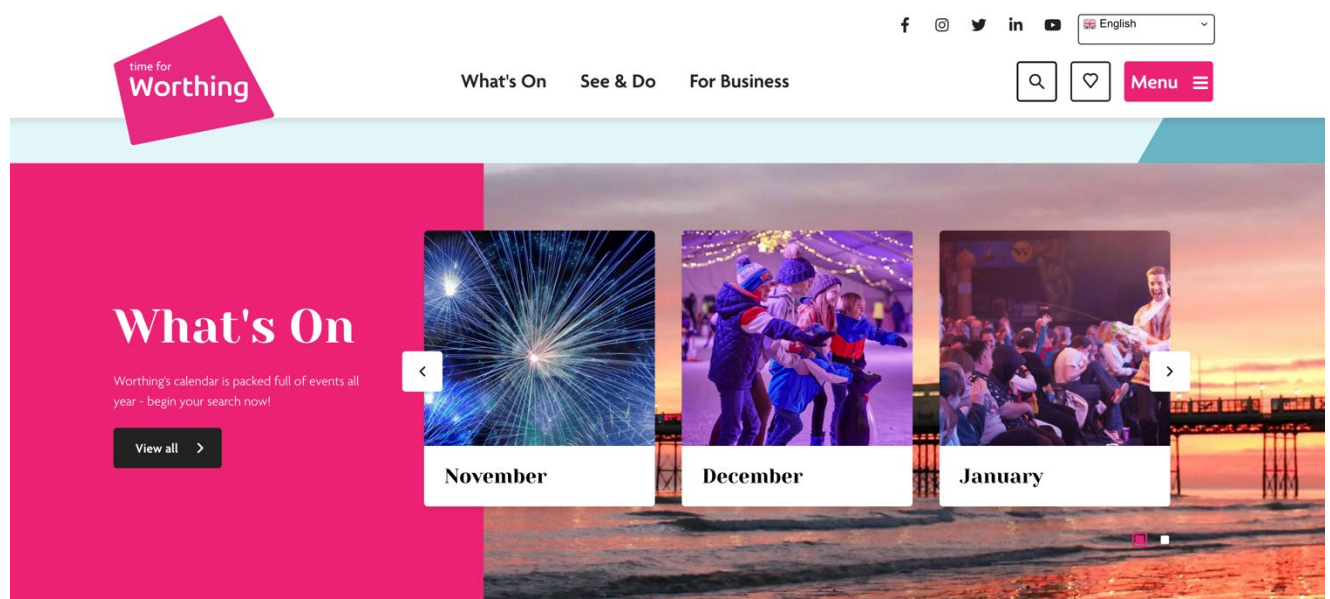 English
time for
Worthing
What's On
See & Do
For Business
Menu
What's On
Worthing's calendar is packed full of events all
year - begin your search now!
View all
November
December
January